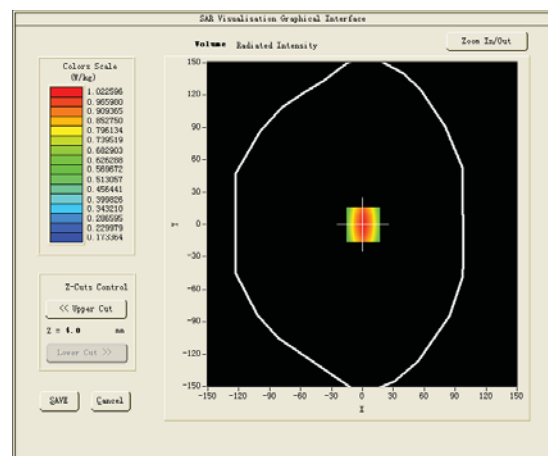 SAR Visualisation Graphical Interface
Volume Radiated Intensity
Zoom In/Out
Colors Scale
(W/kg)
1.022596
0.965980
0.909365
0.852750
0.796134
0.739519
0.682903
0.626288
0.569672
0.513057
0.456441
0.399826
0.343210
0.286595
0.229979
0.173364
Z-Cuts Control
<< Upper Cut
Z = 4.0 mm
Lower Cut >>
SAVE Cancel
150
120
90
60
30
0
-30
-60
-90
-120
-150
Y
-150 -120 -90 -60 -30 0 30 60 90 120 150
X